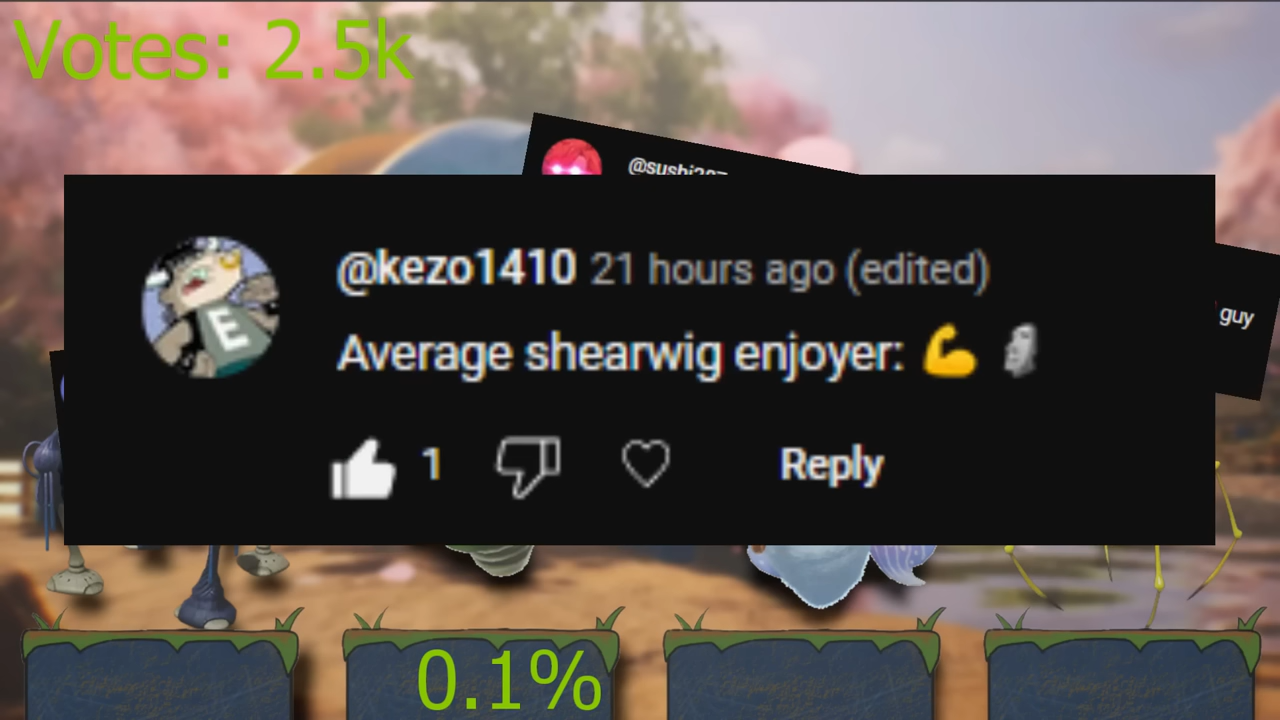 Votes: 2.5k
@kezo1410 21 hours ago (edited)
guy
Average shearwig enjoyer: 💪 🗿
1
Reply
0.1%